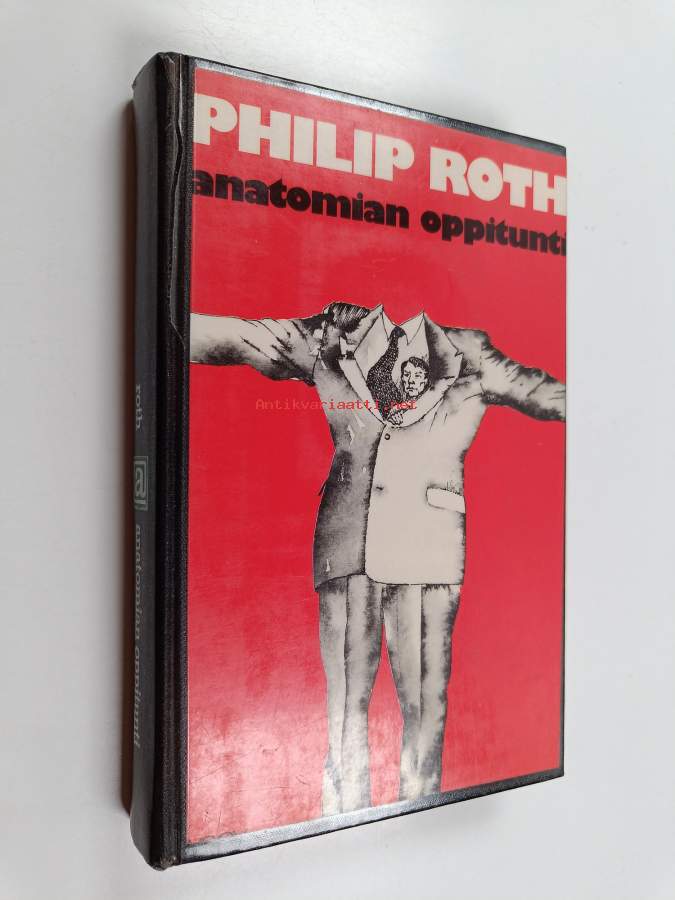 PHILIP ROTH
anatomian oppitunti
Antikvariaatti.net
roth
anatomian oppitunti